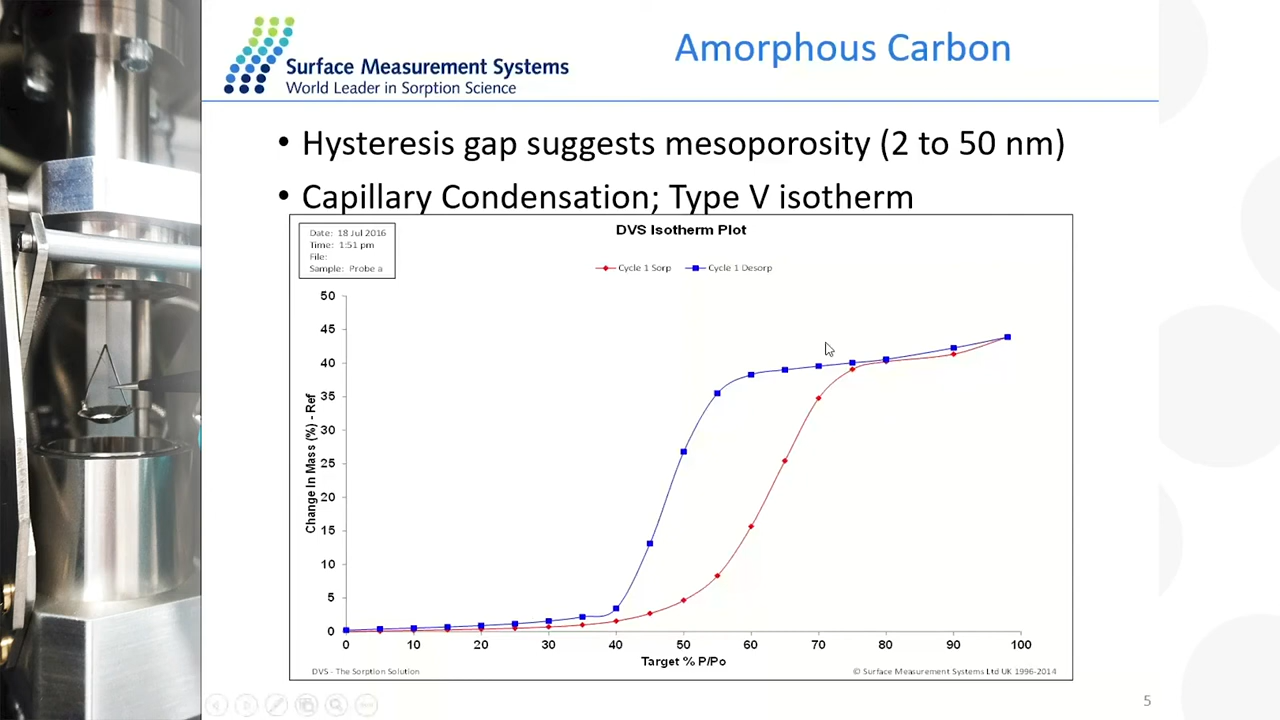 Surface Measurement Systems
World Leader in Sorption Science
Amorphous Carbon
• Hysteresis gap suggests mesoporosity (2 to 50 nm)
• Capillary Condensation; Type V isotherm
DVS Isotherm Plot
Date: 18 Jul 2016
Time: 1:51 pm
File:
Sample: Probe a
Cycle 1 Sorp Cycle 1 Desorp
Change In Mass (%) - Ref
50
45
40
35
30
25
20
15
10
5
0
0 10 20 30 40 50 60 70 80 90 100
Target % P/Po
DVS - The Sorption Solution
© Surface Measurement Systems Ltd UK 1996-2014
5